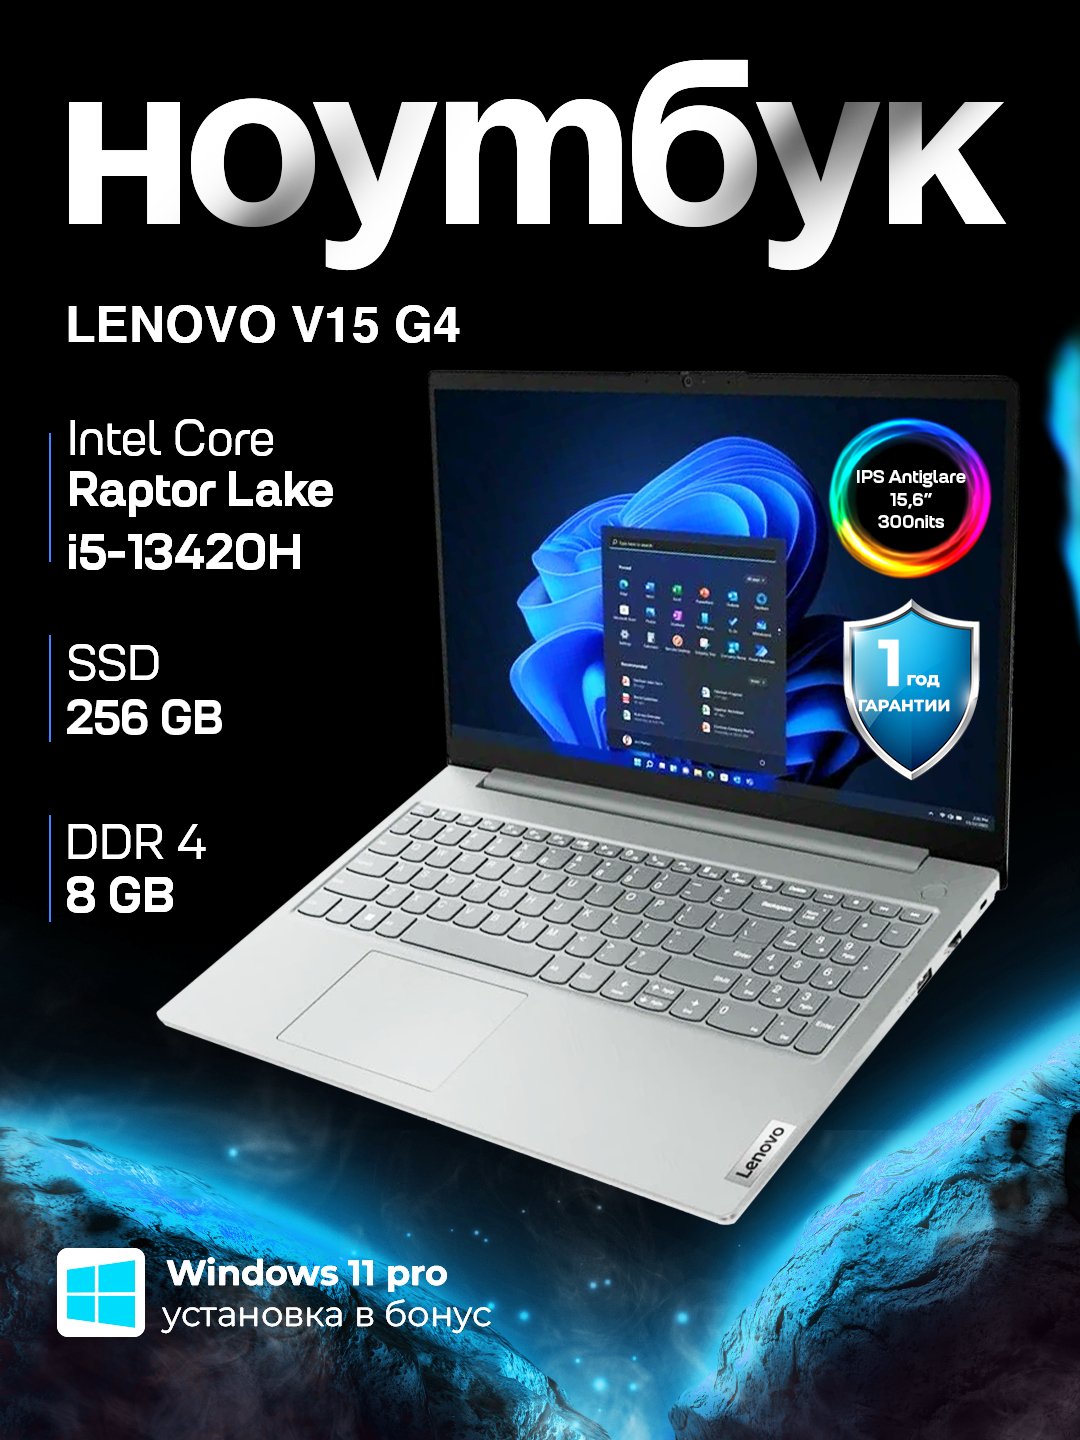 ноутбук
LENOVO V15 G4
Intel Core
Raptor Lake
i5-13420H
IPS Antiglare
15,6”
300nits
SSD
256 GB
1 год
ГАРАНТИИ
DDR 4
8 GB
Lenovo
Windows 11 pro
установка в бонус